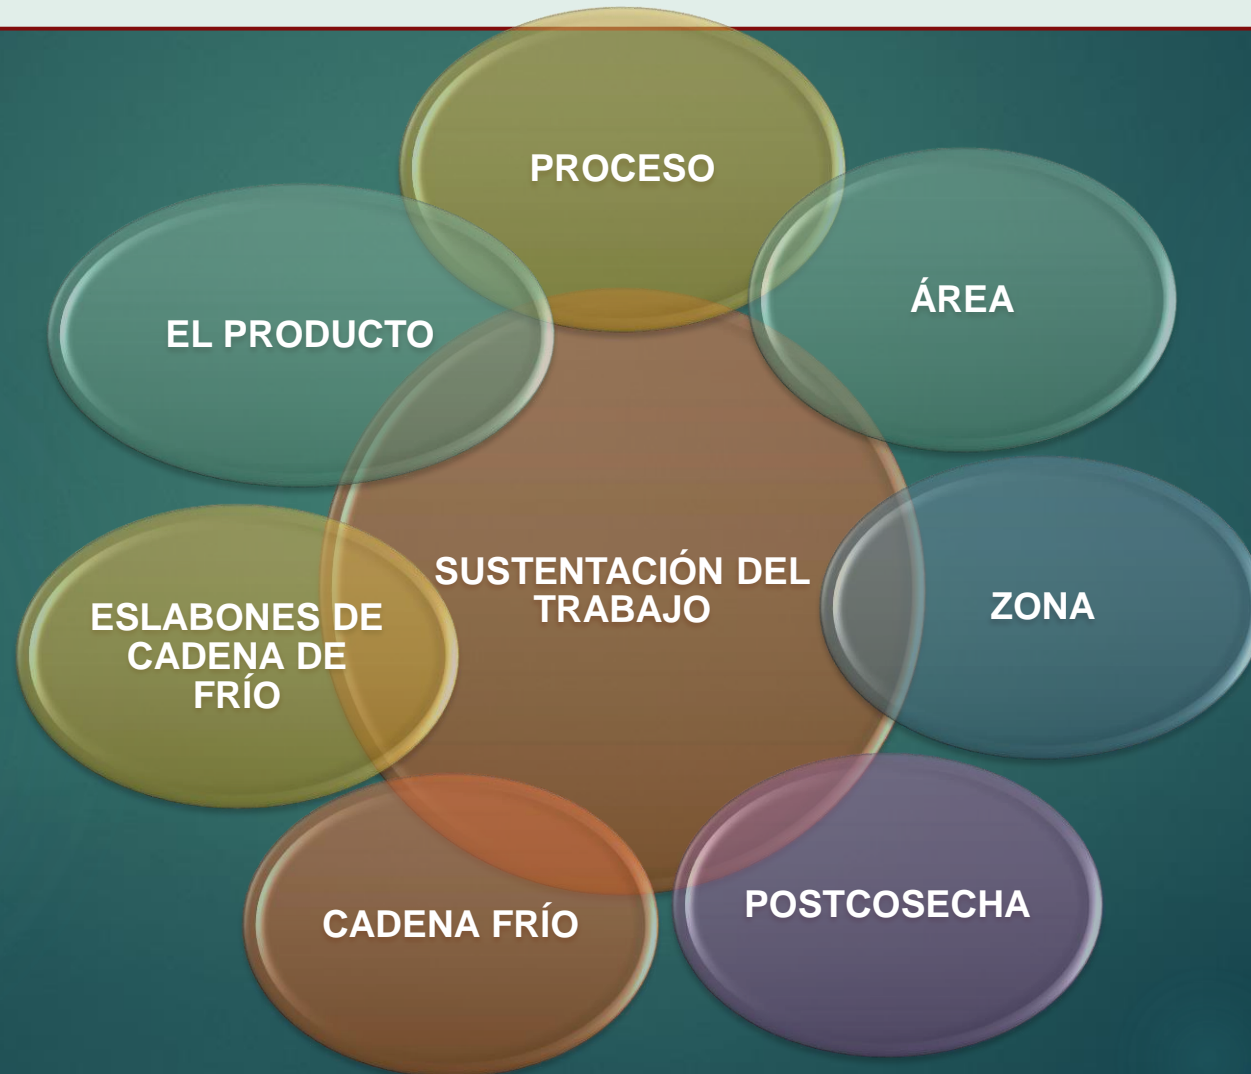 PROCESO
ÁREA
EL PRODUCTO
SUSTENTACIÓN DEL
TRABAJO
ZONA
ESLABONES DE
CADENA DE
FRÍO
POSTCOSECHA
CADENA FRÍO